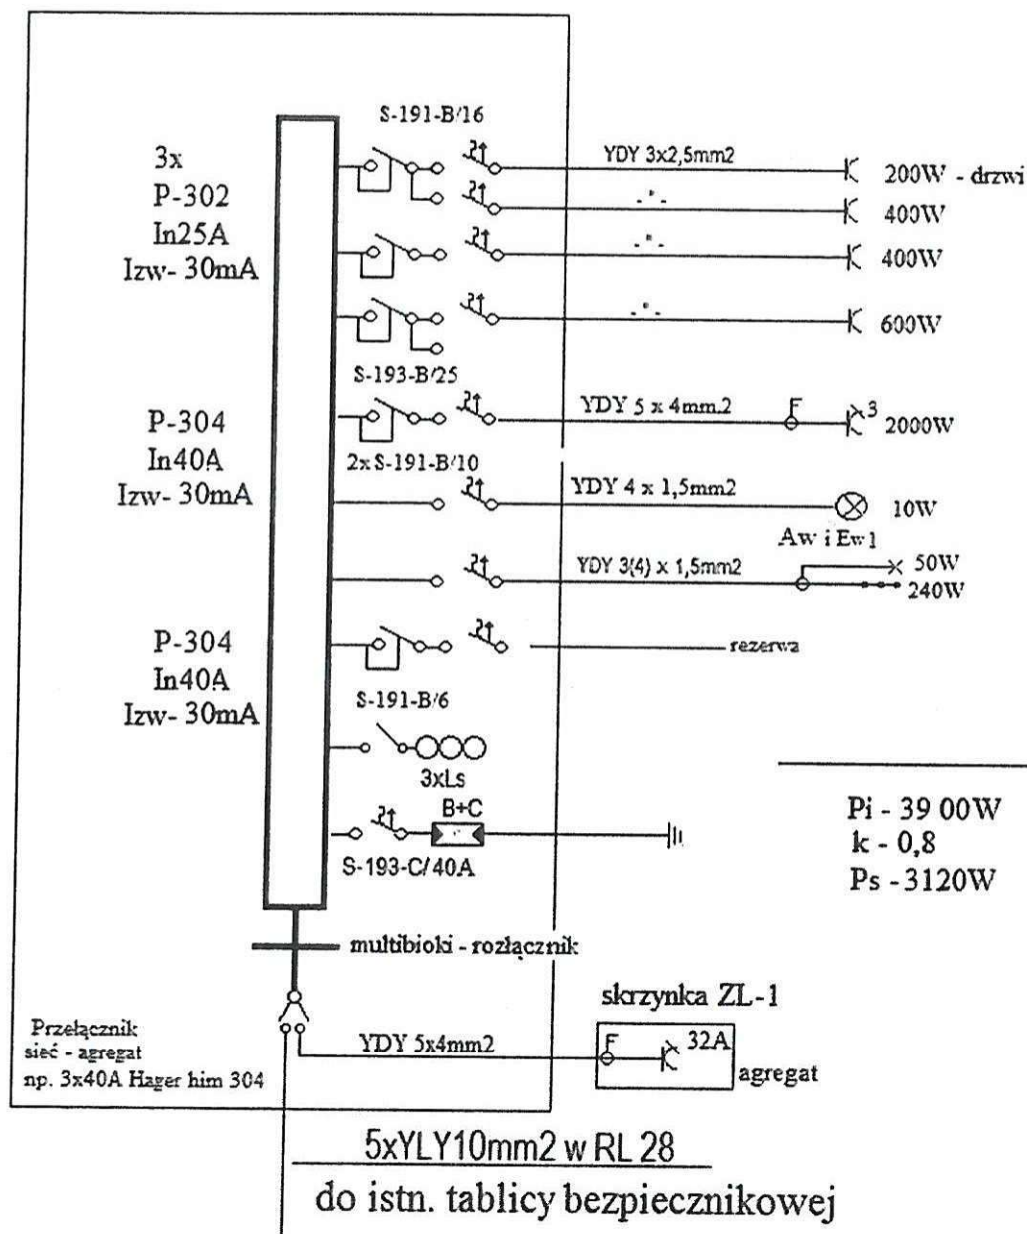 S-191-B/16
3x
P-302
In25A
Izw- 30mA
YDY 3x2,5mm2
200W - drzwi
-"-
400W
-"-
400W
-"-
600W
S-193-B/25
P-304
In40A
Izw- 30mA
YDY 5 x 4mm2
F
3
2000W
2x S-191-B/10
YDY 4 x 1,5mm2
10W
Aw i Ew1
YDY 3(4) x 1,5mm2
50W
240W
P-304
In40A
Izw- 30mA
rezerwa
S-191-B/6
3xLs
B+C
S-193-C/40A
Pi - 39 00W
k - 0,8
Ps -3120W
multibloki - rozłącznik
skrzynka ZL-1
Przełącznik
sieć - agregat
np. 3x40A Hager him 304
YDY 5x4mm2
F
32A
agregat
5xYLY10mm2 w RL 28
do istn. tablicy bezpiecznikowej